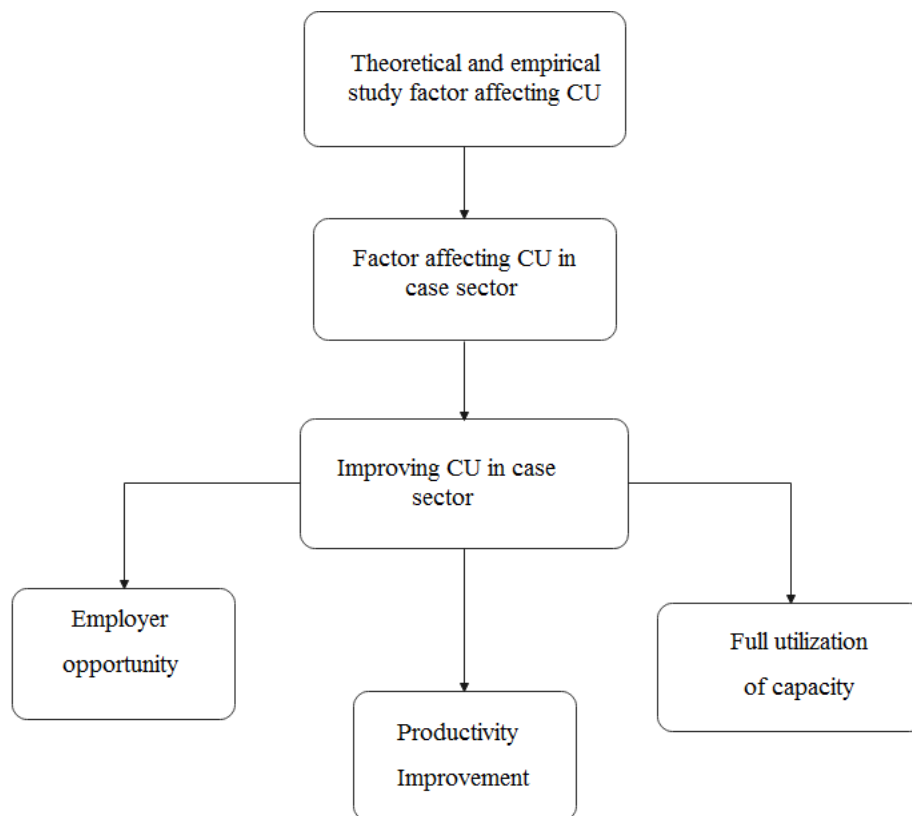 Theoretical and empirical
study factor affecting CU
Factor affecting CU in
case sector
Improving CU in case
sector
Employer
opportunity
Productivity
Improvement
Full utilization
of capacity